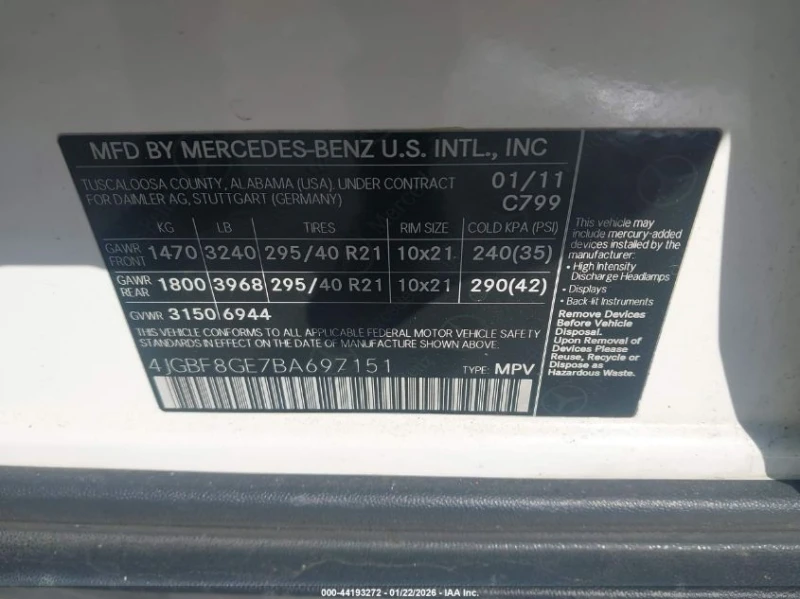 MFD BY MERCEDES-BENZ U.S. INTL., INC
TUSCALOOSA COUNTY, ALABAMA (USA). UNDER CONTRACT
FOR DAIMLER AG, STUTTGART (GERMANY)
01/11
C799
KG LB TIRES RIM SIZE COLD KPA (PSI)
GAWR FRONT 1470 3240 295/40 R21 10x21 240(35)
GAWR REAR 1800 3968 295/40 R21 10x21 290(42)
GVWR 3150 6944
THIS VEHICLE CONFORMS TO ALL APPLICABLE FEDERAL MOTOR VEHICLE SAFETY
STANDARDS IN EFFECT ON THE DATE OF MANUFACTURE SHOWN ABOVE.
4JGBF8GE7BA697151 TYPE: MPV
This vehicle may
include mercury-added
devices installed by the
manufacturer:
• High Intensity
Discharge Headlamps
• Displays
• Back-lit Instruments
Remove Devices
Before Vehicle
Disposal.
Upon Removal of
Devices Please
Reuse, Recycle or
Dispose as
Hazardous Waste.
000-44193272 - 01/22/2026 - IAA Inc.